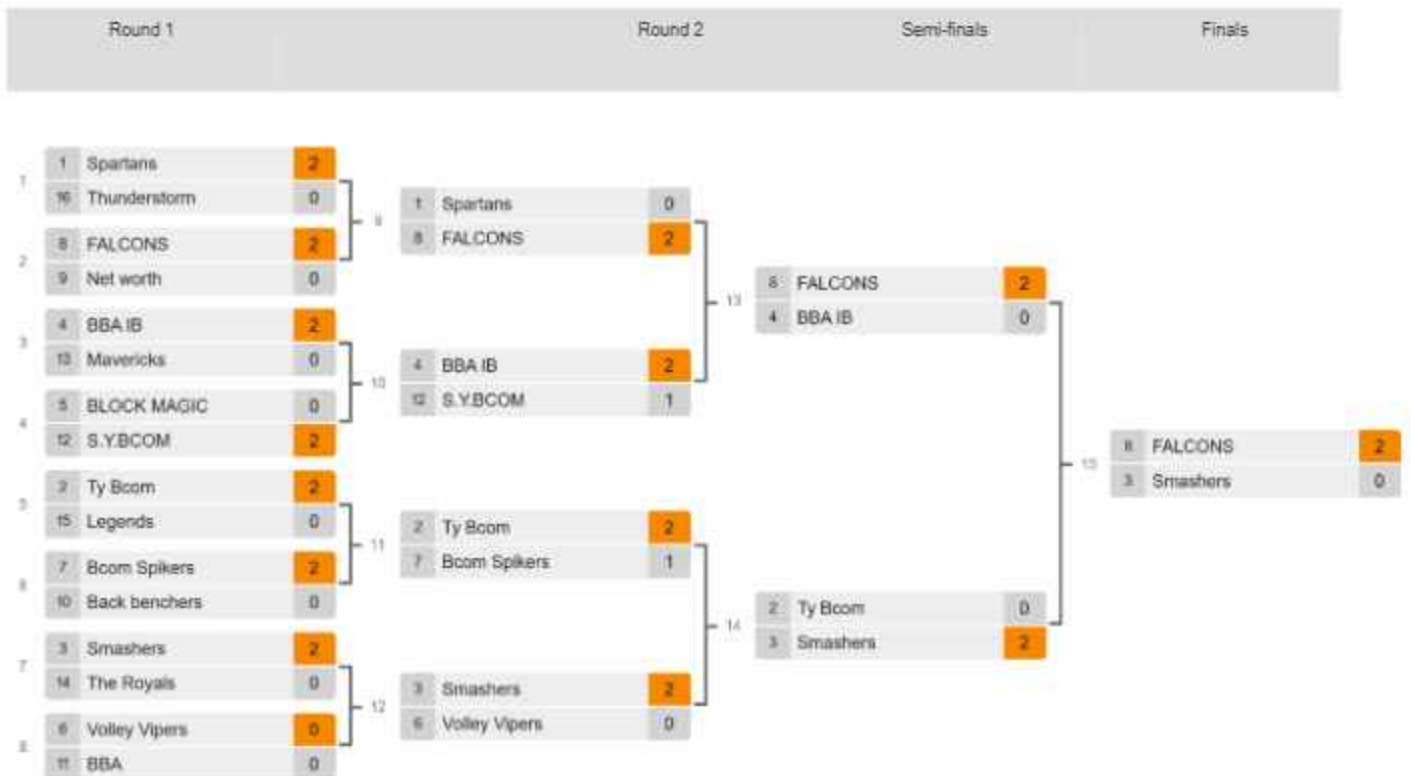 Round 1 Round 2 Semi-finals Finals
1
1 Spartans 2
16 Thunderstorm 0
2
8 FALCONS 2
9 Net worth 0
3
4 BBA IB 2
13 Mavericks 0
4
5 BLOCK MAGIC 0
12 S.Y.BCOM 2
5
2 Ty Bcom 2
15 Legends 0
6
7 Bcom Spikers 2
10 Back benchers 0
7
3 Smashers 2
14 The Royals 0
8
6 Volley Vipers 0
11 BBA 0
9
1 Spartans 0
8 FALCONS 2
10
4 BBA IB 2
12 S.Y.BCOM 1
11
2 Ty Bcom 2
7 Bcom Spikers 1
12
3 Smashers 2
6 Volley Vipers 0
13
8 FALCONS 2
4 BBA IB 0
14
2 Ty Bcom 0
3 Smashers 2
15
8 FALCONS 2
3 Smashers 0